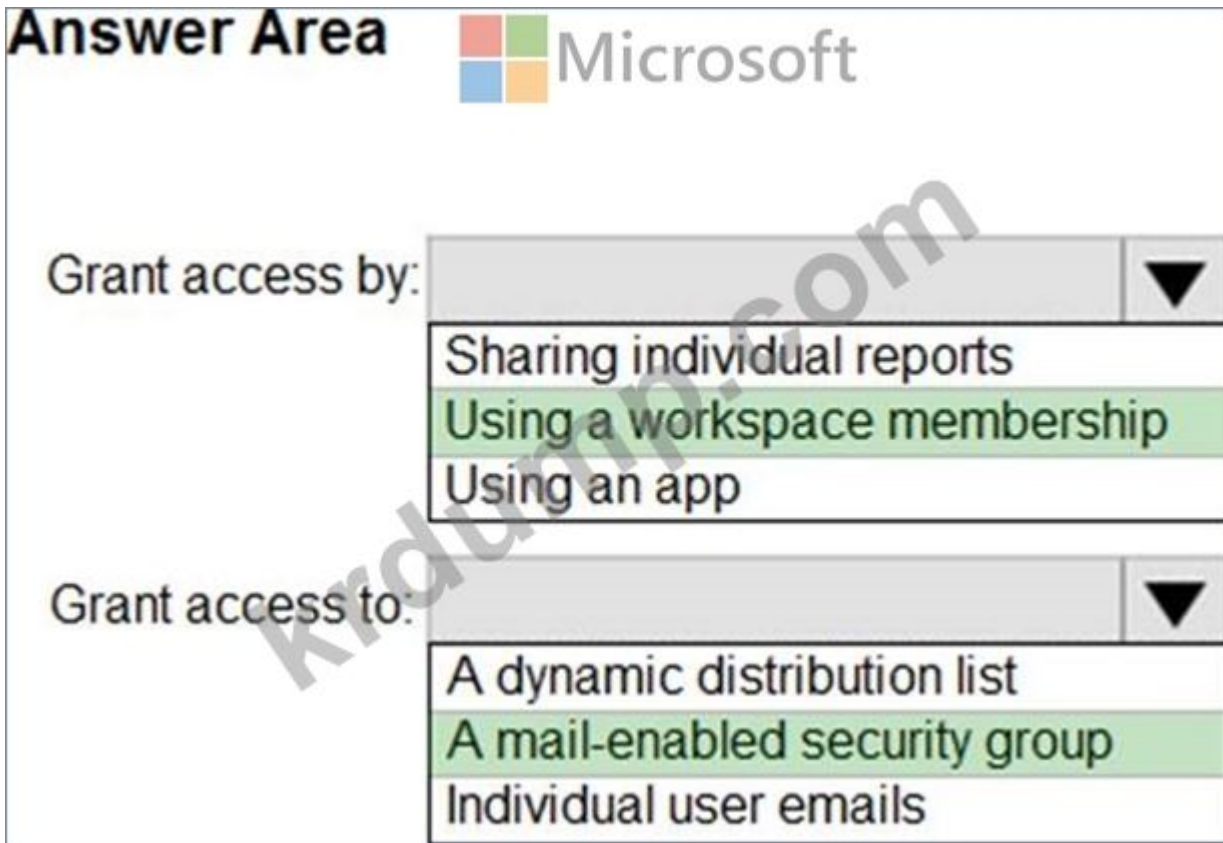 Answer Area
Microsoft
Grant access by:
Sharing individual reports
Using a workspace membership
Using an app
Grant access to:
A dynamic distribution list
A mail-enabled security group
Individual user emails
krdump.com